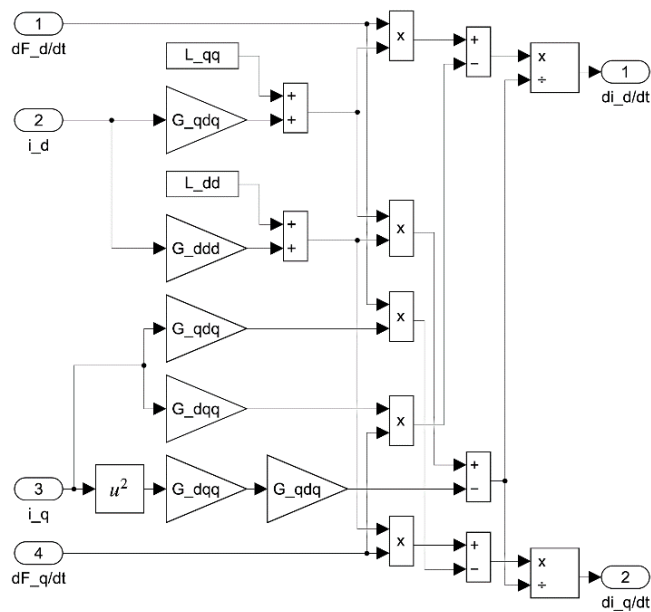 1
dF_d/dt
x
+
−
x
÷
1
di_d/dt
L_qq
+
+
2
i_d
G_qdq
L_dd
+
+
x
G_ddd
G_qdq
x
G_dqq
x
3
i_q
u²
G_dqq
G_qdq
+
−
4
dF_q/dt
x
+
−
x
÷
2
di_q/dt